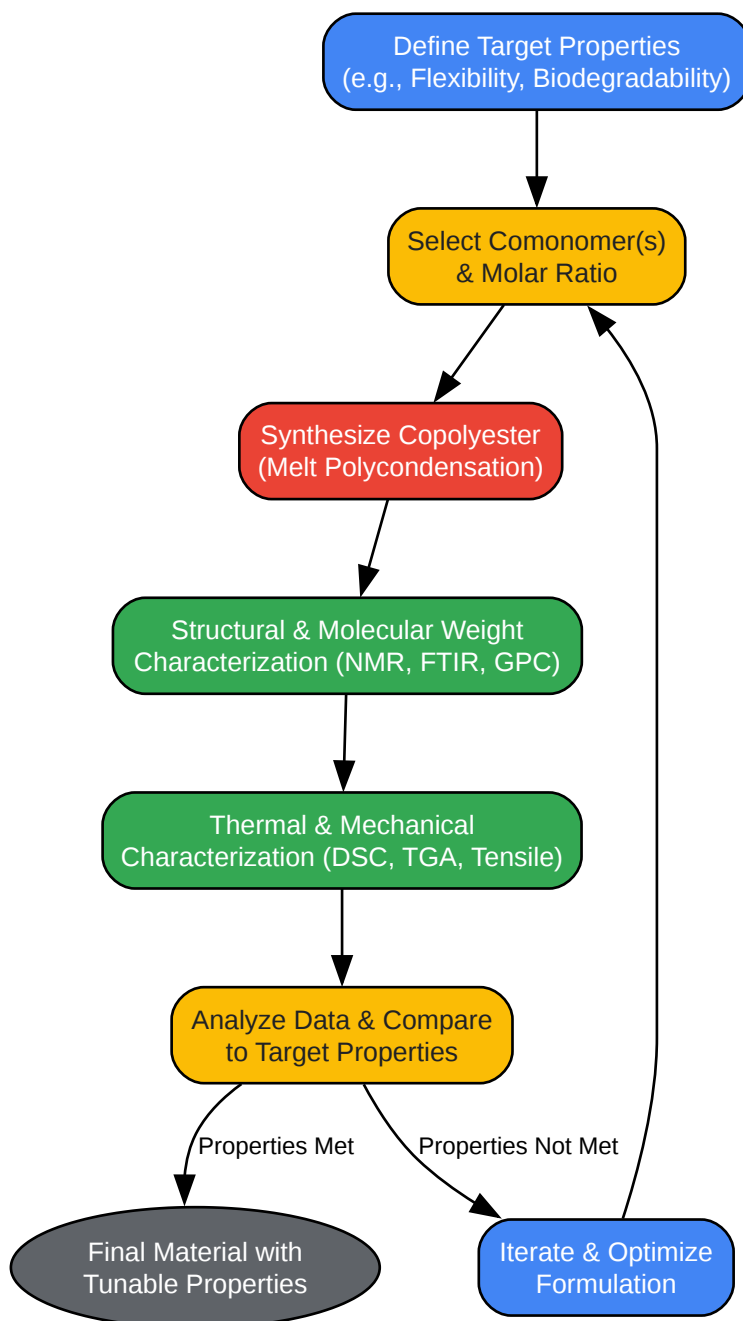 Define Target Properties
(e.g., Flexibility, Biodegradability)
Select Comonomer(s)
& Molar Ratio
Synthesize Copolyester
(Melt Polycondensation)
Structural & Molecular Weight
Characterization (NMR, FTIR, GPC)
Thermal & Mechanical
Characterization (DSC, TGA, Tensile)
Analyze Data & Compare
to Target Properties
Properties Met
Properties Not Met
Final Material with
Tunable Properties
Iterate & Optimize
Formulation